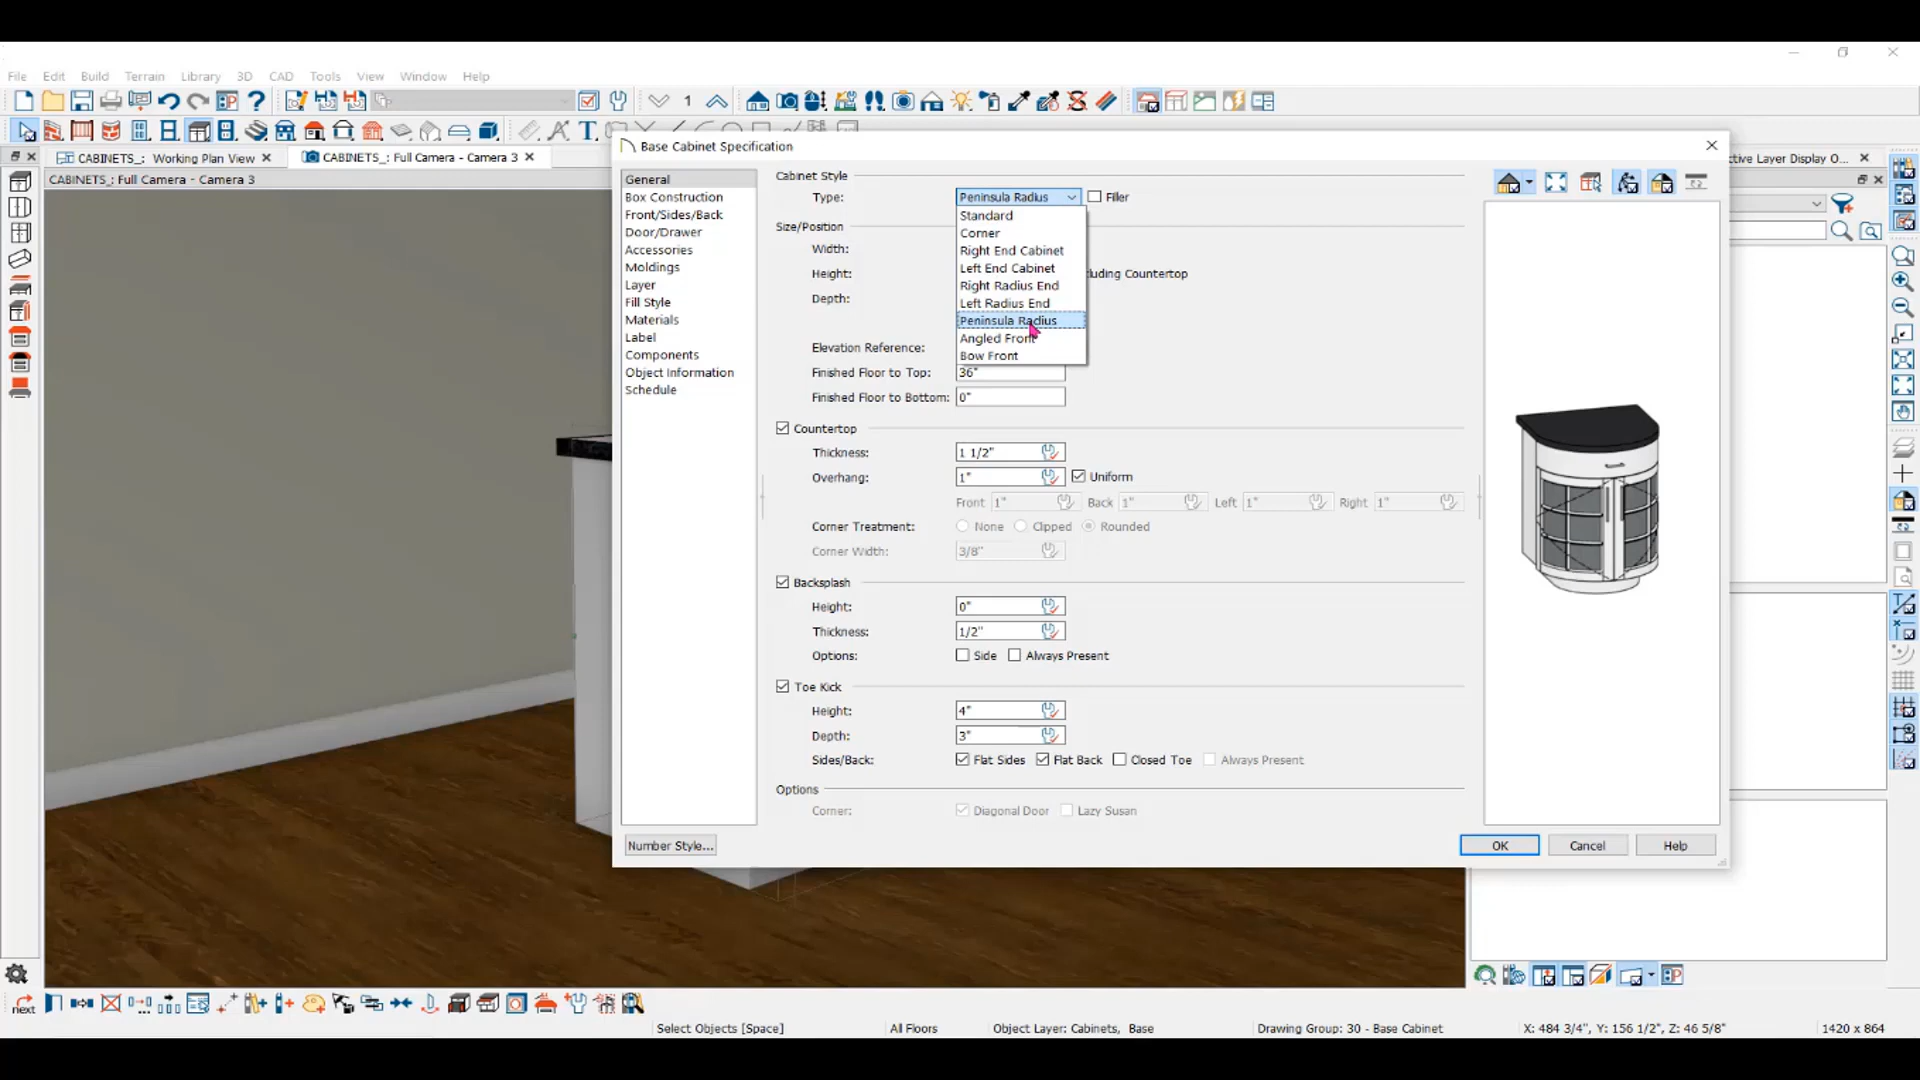 File Edit Build Terrain Library 3D CAD Tools View Window Help
1
CABINETS_: Working Plan View
CABINETS_: Full Camera - Camera 3
Base Cabinet Specification
ctive Layer Display O...
CABINETS_: Full Camera - Camera 3
General
Box Construction
Front/Sides/Back
Door/Drawer
Accessories
Moldings
Layer
Fill Style
Materials
Label
Components
Object Information
Schedule
Number Style...
Cabinet Style
Type: Peninsula Radius Filler
Standard
Corner
Right End Cabinet
Left End Cabinet
Right Radius End
Left Radius End
Peninsula Radius
Angled Front
Bow Front
Size/Position
Width:
Height: luding Countertop
Depth:
Elevation Reference:
Finished Floor to Top: 36"
Finished Floor to Bottom: 0"
Countertop
Thickness: 1 1/2"
Overhang: 1" Uniform
Front 1" Back 1" Left 1" Right 1"
Corner Treatment: None Clipped Rounded
Corner Width: 3/8"
Backsplash
Height: 0"
Thickness: 1/2"
Options: Side Always Present
Toe Kick
Height: 4"
Depth: 3"
Sides/Back: Flat Sides Flat Back Closed Toe Always Present
Options
Corner: Diagonal Door Lazy Susan
OK Cancel Help
next
Select Objects [Space] All Floors Object Layer: Cabinets, Base Drawing Group: 30 - Base Cabinet X: 484 3/4", Y: 156 1/2", Z: 46 5/8" 1420 x 864